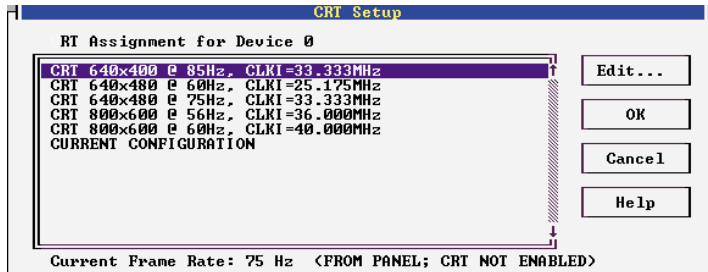 CRT Setup
RT Assignment for Device 0
CRT 640x400 @ 85Hz, CLKI=33.333MHz
CRT 640x480 @ 60Hz, CLKI=25.175MHz
CRT 640x480 @ 75Hz, CLKI=33.333MHz
CRT 800x600 @ 56Hz, CLKI=36.000MHz
CRT 800x600 @ 60Hz, CLKI=40.000MHz
CURRENT CONFIGURATION
Edit...
OK
Cancel
Help
Current Frame Rate: 75 Hz (FROM PANEL; CRT NOT ENABLED)